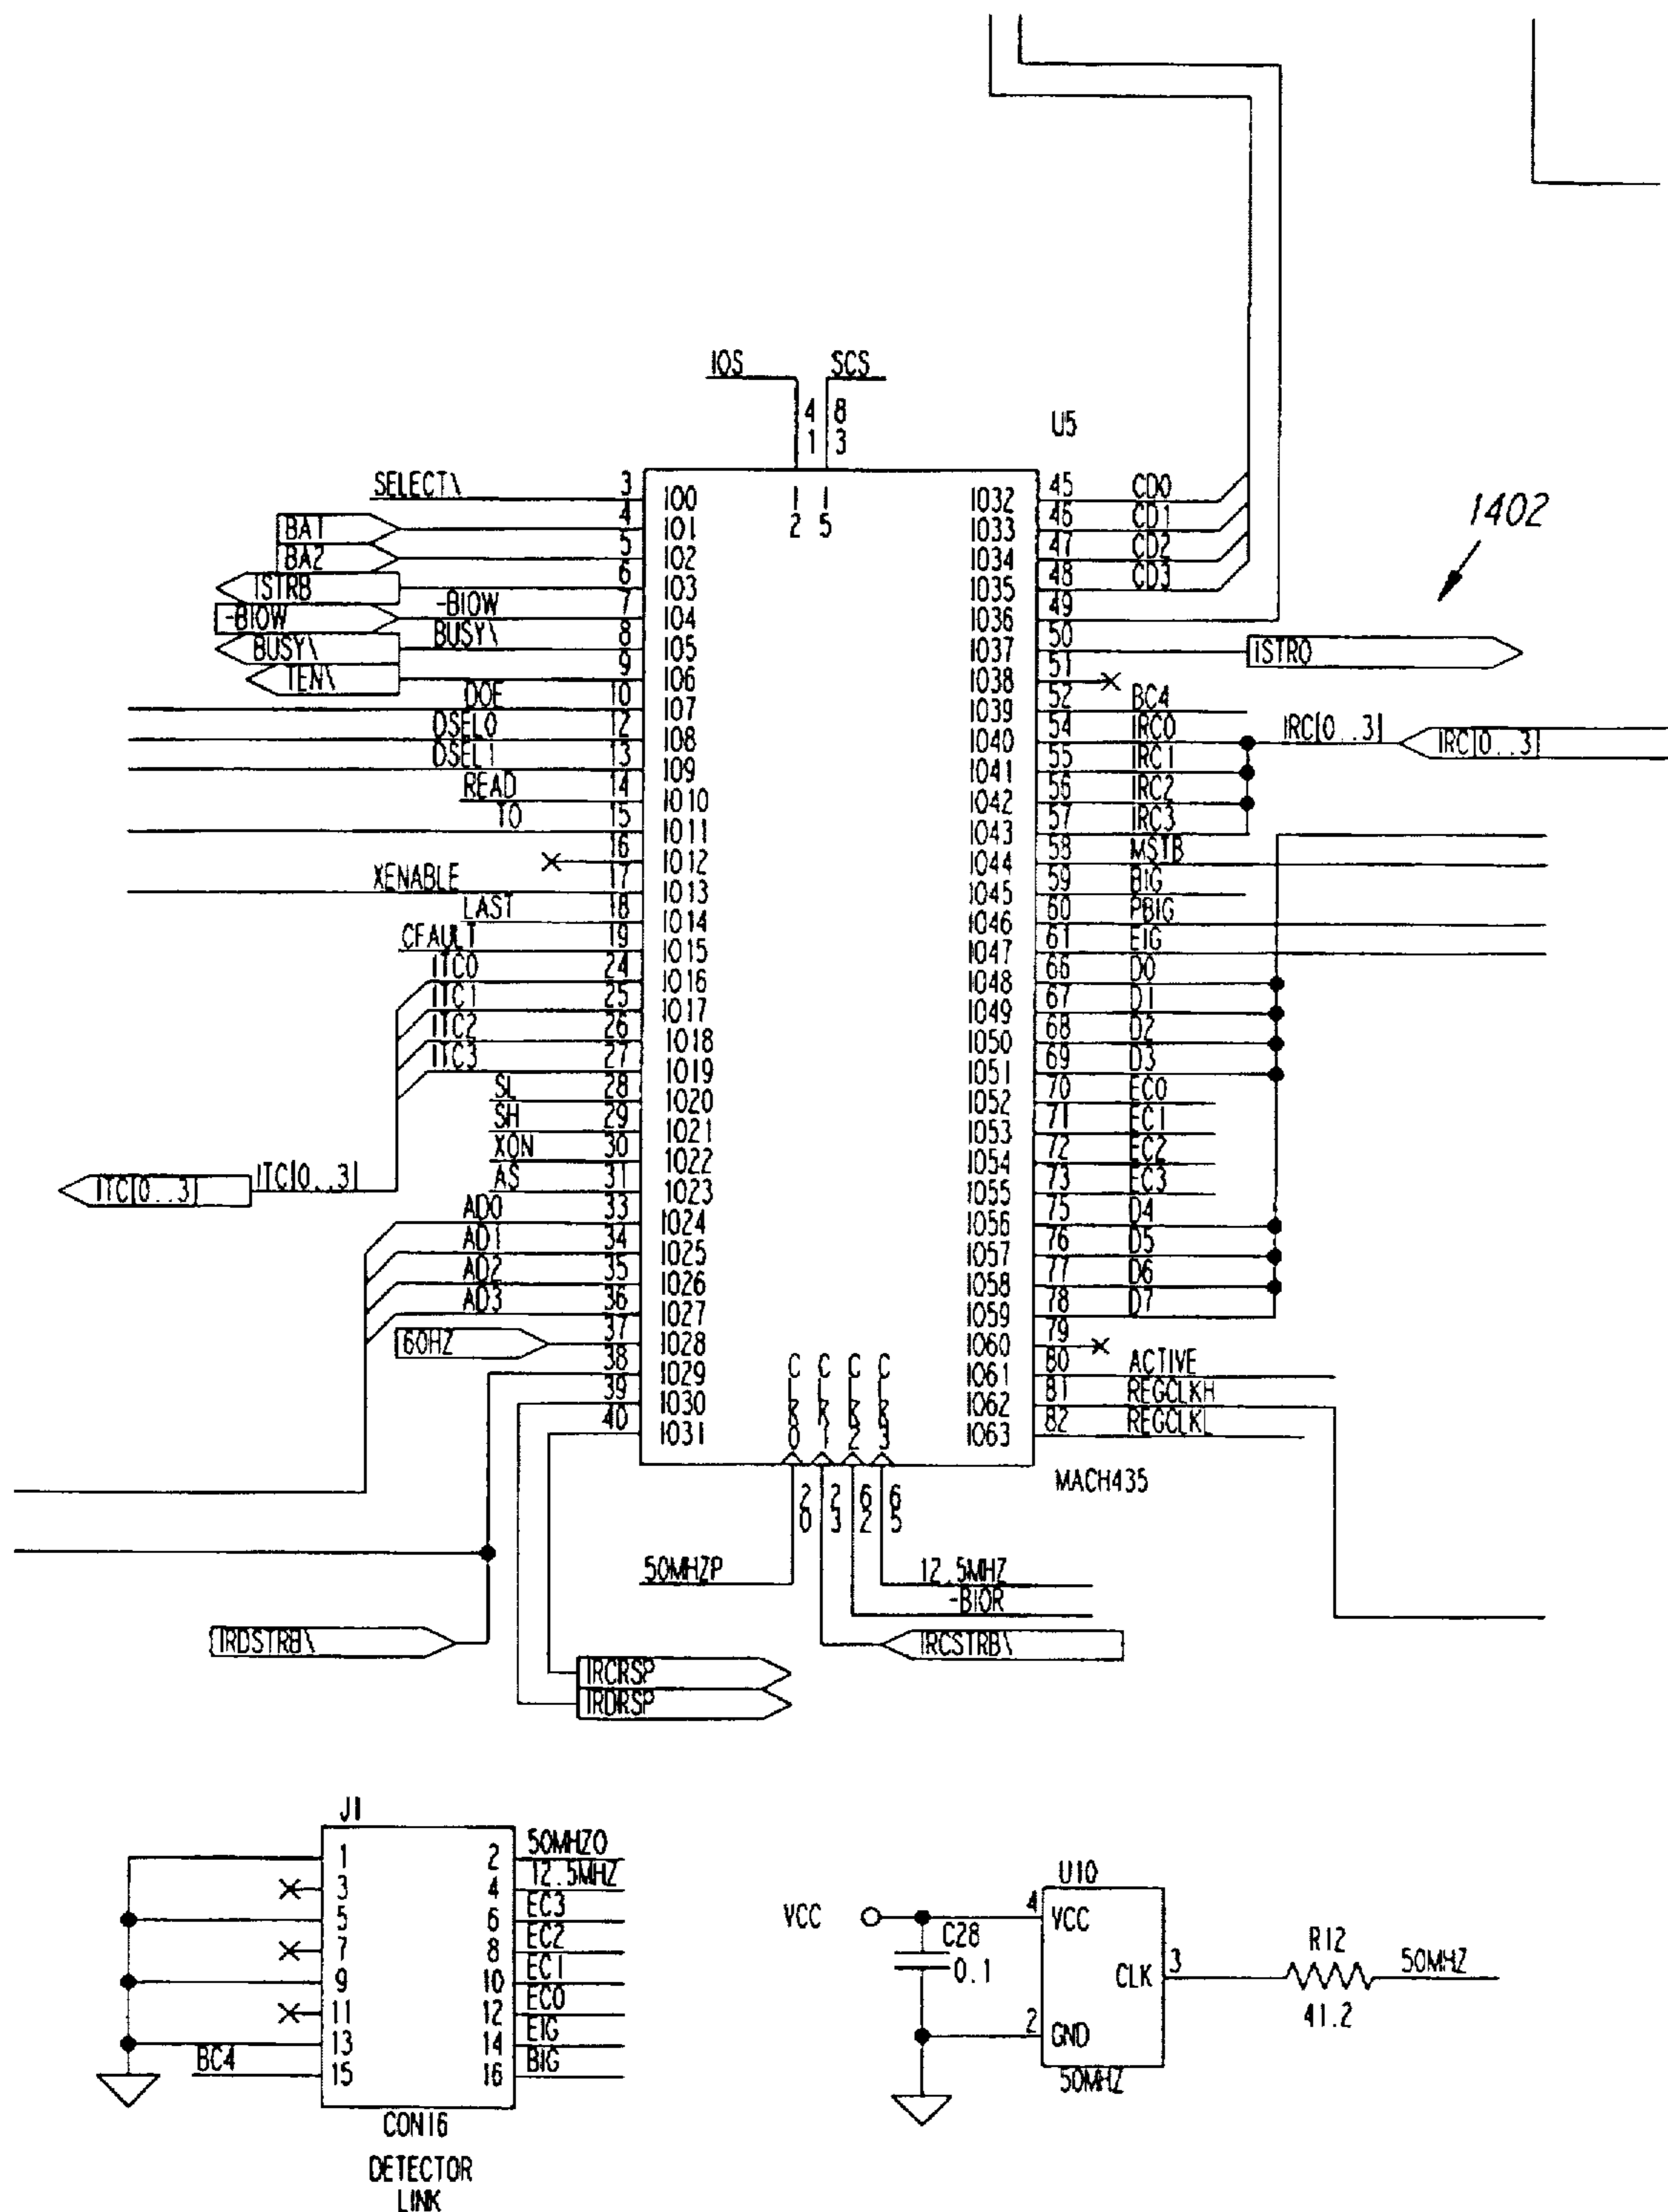 IOS SCS
4 8
1 3
U5
1402
SELECT\ 3 IO0 I2 I5 IO32 45 CD0
BA1 4 IO1 IO33 46 CD1
BA2 5 IO2 IO34 47 CD2
ISTRB 6 IO3 IO35 48 CD3
-BIOW -BIOW 7 IO4 IO36 49
BUSY\ BUSY\ 8 IO5 IO37 50 ISTRO
TEN\ 9 IO6 IO38 51
DOE 10 IO7 IO39 52 BC4
DSEL0 12 IO8 IO40 54 IRC0 IRC[0..3] IRC[0..3]
DSEL1 13 IO9 IO41 55 IRC1
READ 14 IO10 IO42 56 IRC2
TO 15 IO11 IO43 57 IRC3
16 IO12 IO44 58 MSTB
XENABLE 17 IO13 IO45 59 BIG
LAST 18 IO14 IO46 60 PBIG
CFAULT 19 IO15 IO47 61 EIG
ITC0 24 IO16 IO48 66 D0
ITC1 25 IO17 IO49 67 D1
ITC2 26 IO18 IO50 68 D2
ITC3 27 IO19 IO51 69 D3
SL 28 IO20 IO52 70 EC0
SH 29 IO21 IO53 71 EC1
XON 30 IO22 IO54 72 EC2
ITC[0..3] ITC[0..3] AS 31 IO23 IO55 73 EC3
AD0 33 IO24 IO56 75 D4
AD1 34 IO25 IO57 76 D5
AD2 35 IO26 IO58 77 D6
AD3 36 IO27 IO59 78 D7
60HZ 37 IO28 IO60 79
38 IO29 IO61 80 ACTIVE
39 IO30 IO62 81 REGCLKH
40 IO31 IO63 82 REGCLKL
CLK0 CLK1 CLK2 CLK3
MACH435
20 23 62 65
50MHZP 12.5MHZ
-BIOR
IRDSTRB\ IRCSTRB\
IRCRSP
IRDRSP
J1
1 2 50MHZO
3 4 12.5MHZ
5 6 EC3
7 8 EC2
9 10 EC1
11 12 EC0
13 14 EIG
BC4 15 16 BIG
CON16
DETECTOR
LINK
U10
VCC 4 VCC
C28
0.1
CLK 3 R12 50MHZ
41.2
2 GND
50MHZ